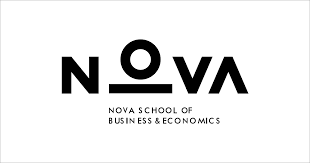 NOVA
NOVA SCHOOL OF
BUSINESS & ECONOMICS